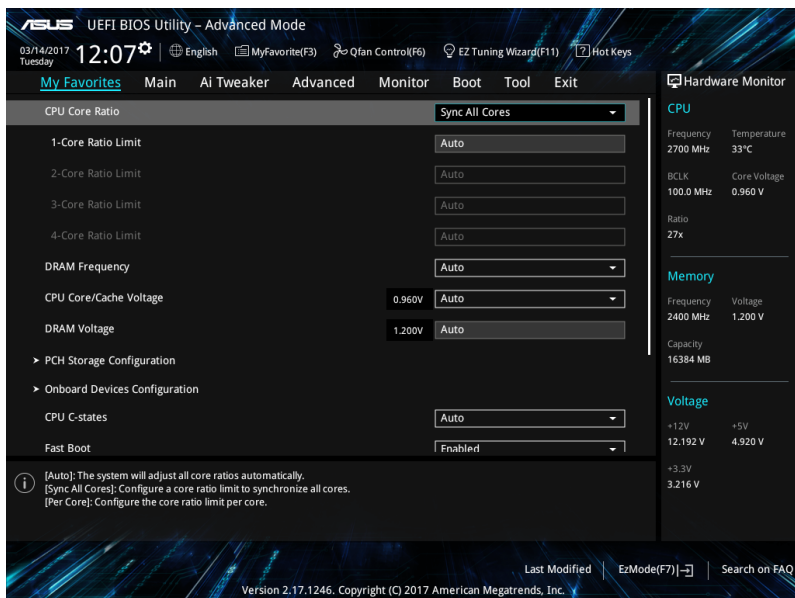 ASUS UEFI BIOS Utility – Advanced Mode
03/14/2017 Tuesday 12:07 English MyFavorite(F3) Qfan Control(F6) EZ Tuning Wizard(F11) ? Hot Keys
My Favorites Main Ai Tweaker Advanced Monitor Boot Tool Exit
CPU Core Ratio Sync All Cores
1-Core Ratio Limit Auto
2-Core Ratio Limit Auto
3-Core Ratio Limit Auto
4-Core Ratio Limit Auto
DRAM Frequency Auto
CPU Core/Cache Voltage 0.960V Auto
DRAM Voltage 1.200V Auto
> PCH Storage Configuration
> Onboard Devices Configuration
CPU C-states Auto
Fast Boot Enabled
[Auto]: The system will adjust all core ratios automatically.
[Sync All Cores]: Configure a core ratio limit to synchronize all cores.
[Per Core]: Configure the core ratio limit per core.
Hardware Monitor
CPU
Frequency Temperature
2700 MHz 33°C
BCLK Core Voltage
100.0 MHz 0.960 V
Ratio
27x
Memory
Frequency Voltage
2400 MHz 1.200 V
Capacity
16384 MB
Voltage
+12V +5V
12.192 V 4.920 V
+3.3V
3.216 V
Last Modified EzMode(F7) Search on FAQ
Version 2.17.1246. Copyright (C) 2017 American Megatrends, Inc.